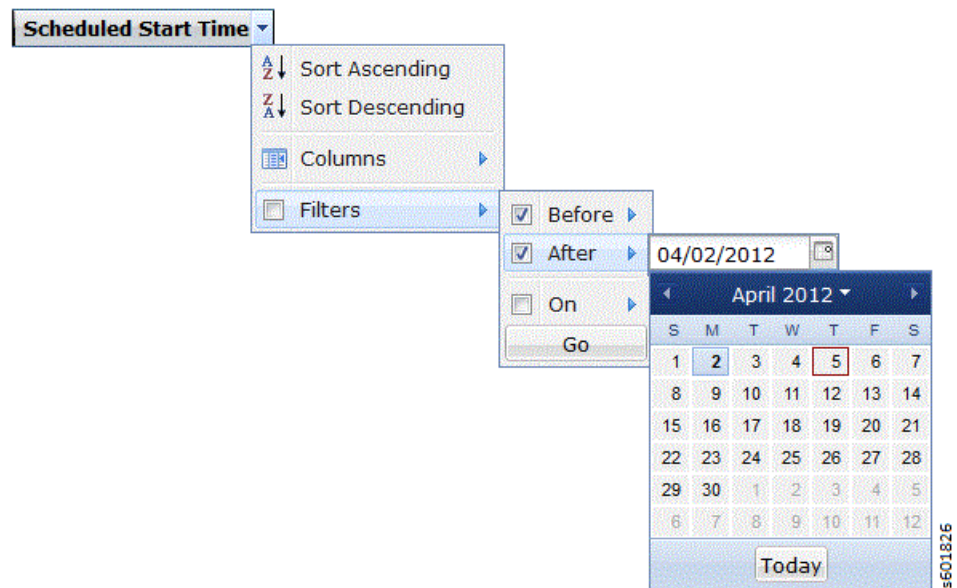 Scheduled Start Time
Sort Ascending
Sort Descending
Columns
Filters
Before
After
04/02/2012
On
Go
April 2012
S M T W T F S
1 2 3 4 5 6 7
8 9 10 11 12 13 14
15 16 17 18 19 20 21
22 23 24 25 26 27 28
29 30 1 2 3 4 5
6 7 8 9 10 11 12
Today
s601826